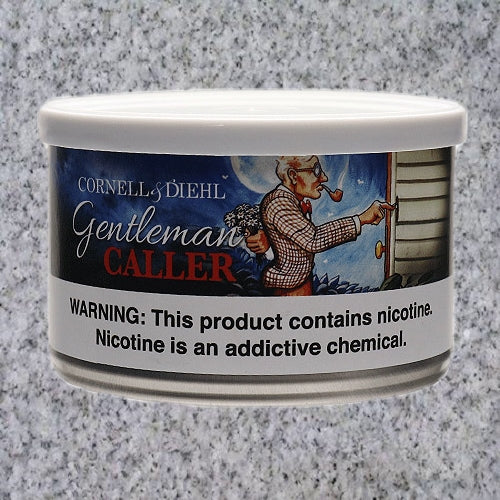 CORNELL & DIEHL
Gentleman
CALLER
WARNING: This product contains nicotine.
Nicotine is an addictive chemical.